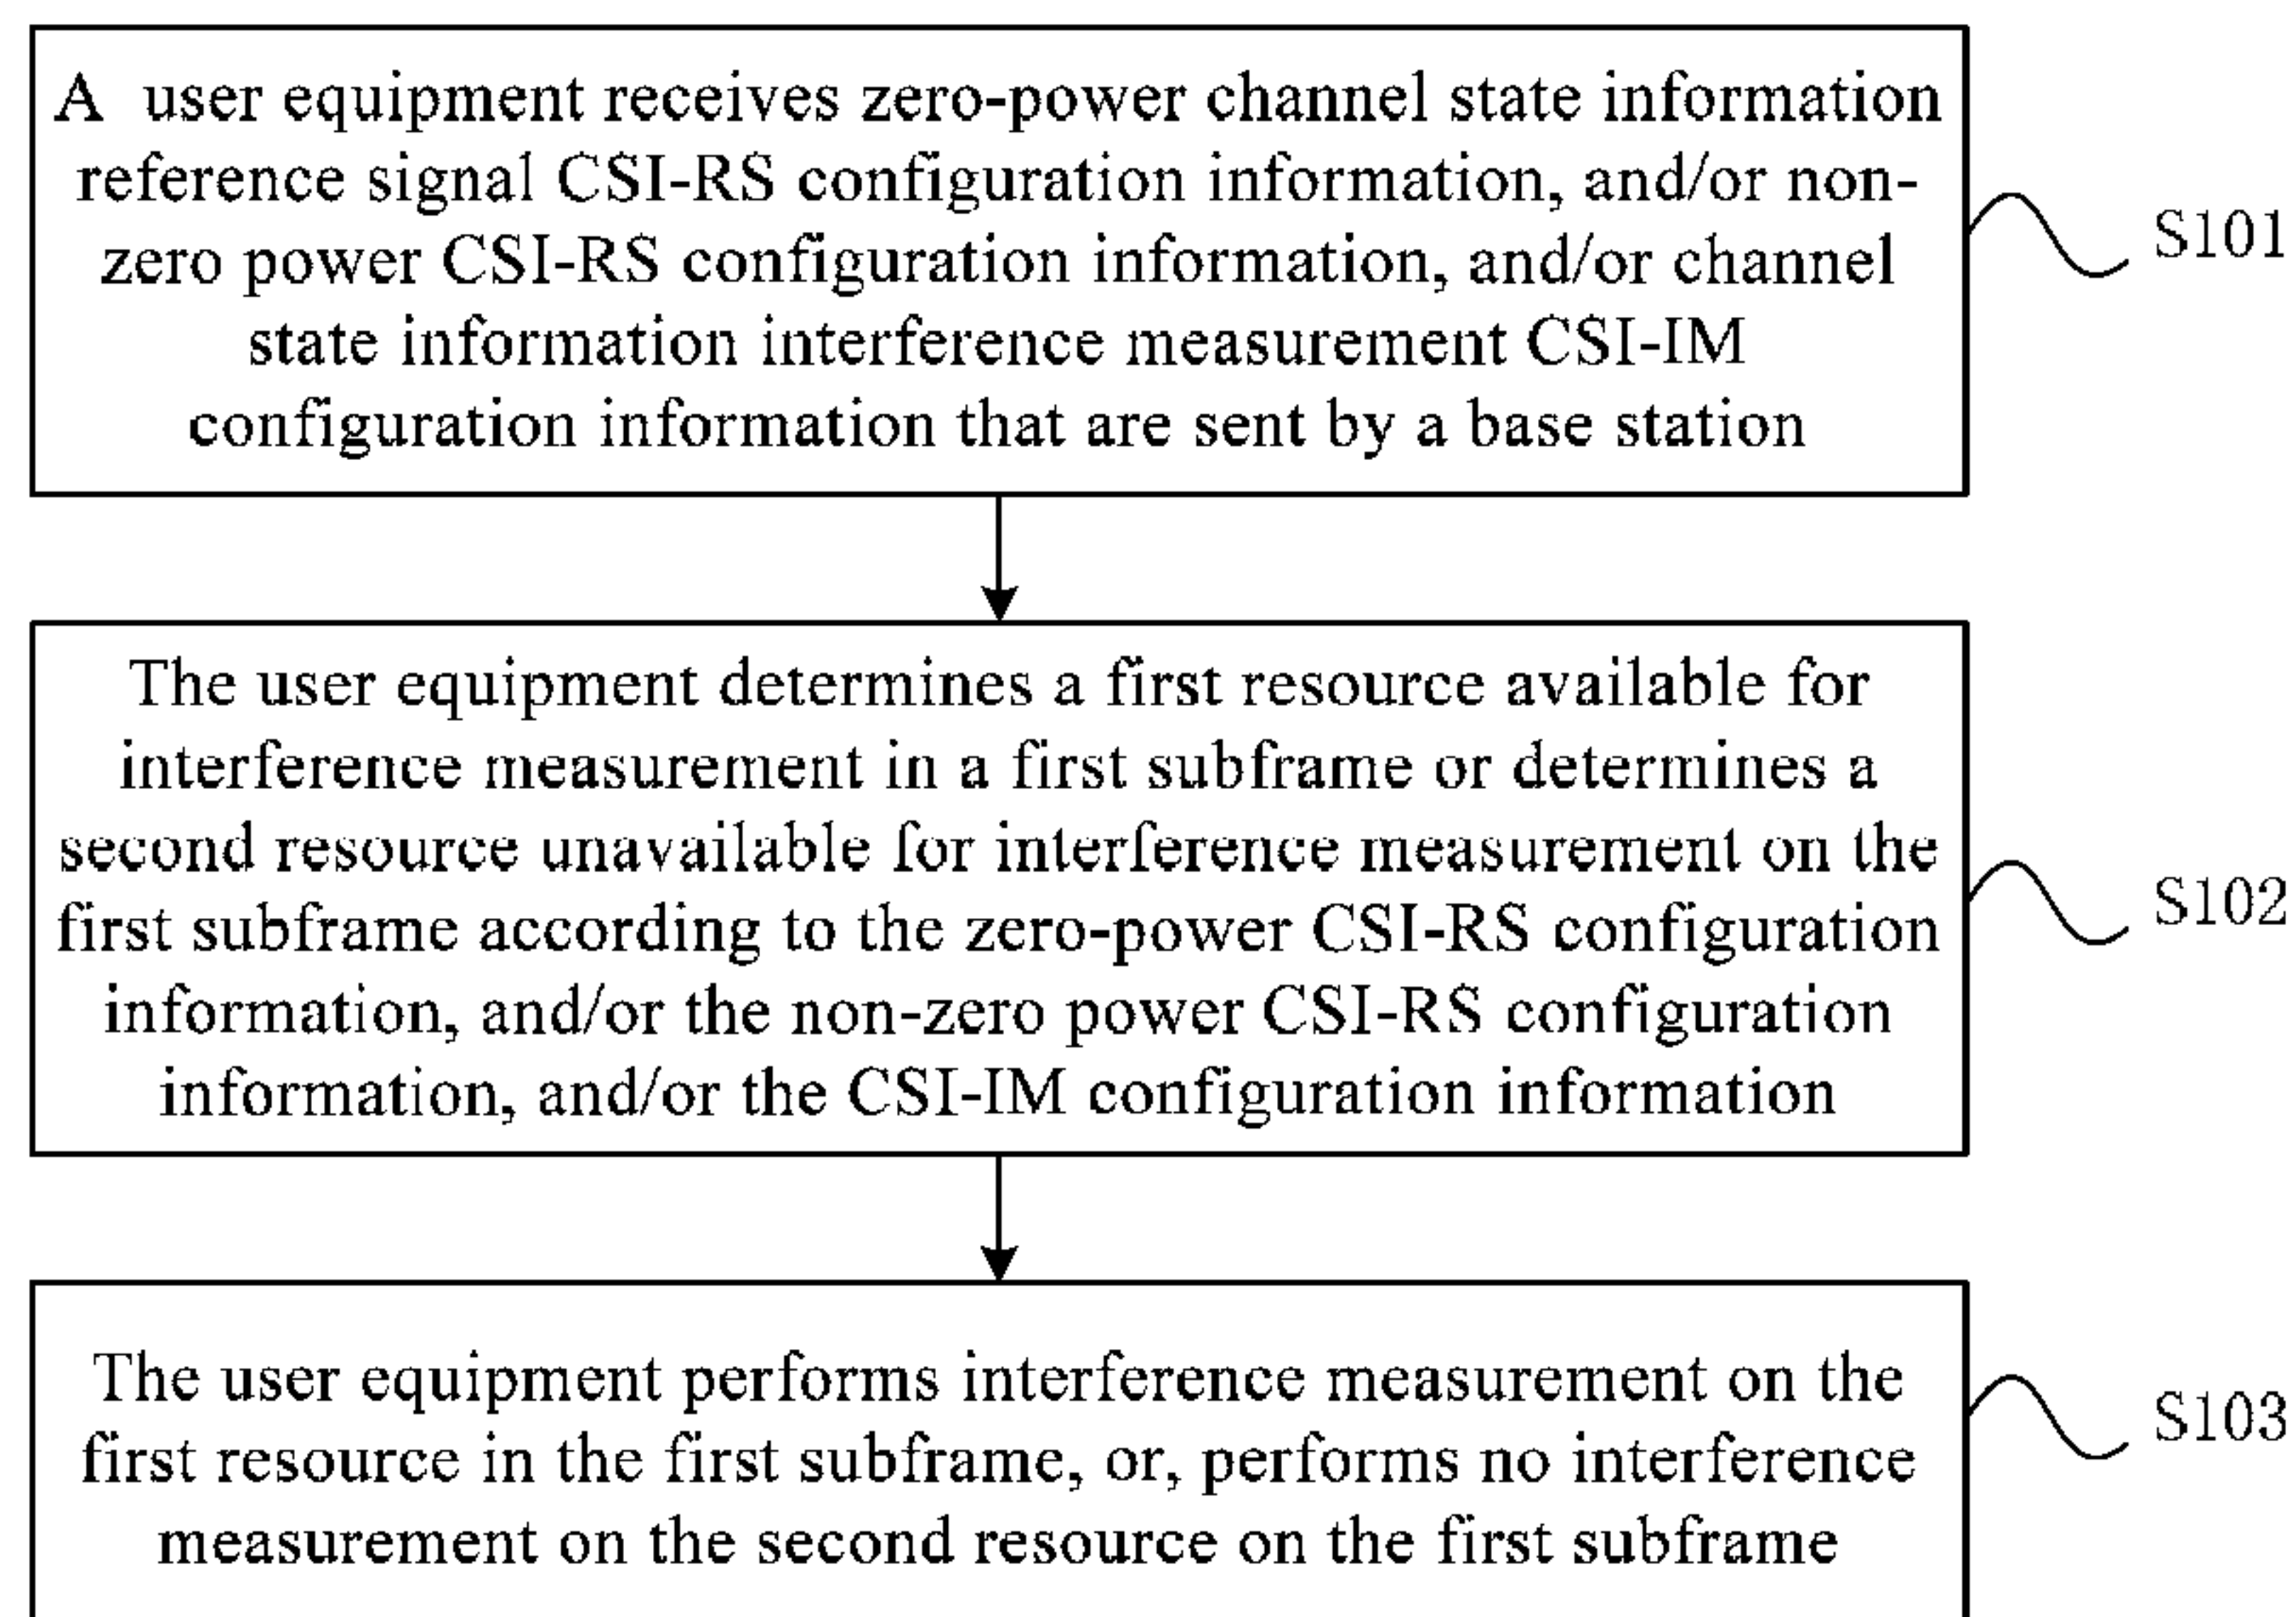 A user equipment receives zero-power channel state information
reference signal CSI-RS configuration information, and/or non-
zero power CSI-RS configuration information, and/or channel
state information interference measurement CSI-IM
configuration information that are sent by a base station
S101
The user equipment determines a first resource available for
interference measurement in a first subframe or determines a
second resource unavailable for interference measurement on the
first subframe according to the zero-power CSI-RS configuration
information, and/or the non-zero power CSI-RS configuration
information, and/or the CSI-IM configuration information
S102
The user equipment performs interference measurement on the
first resource in the first subframe, or, performs no interference
measurement on the second resource on the first subframe
S103